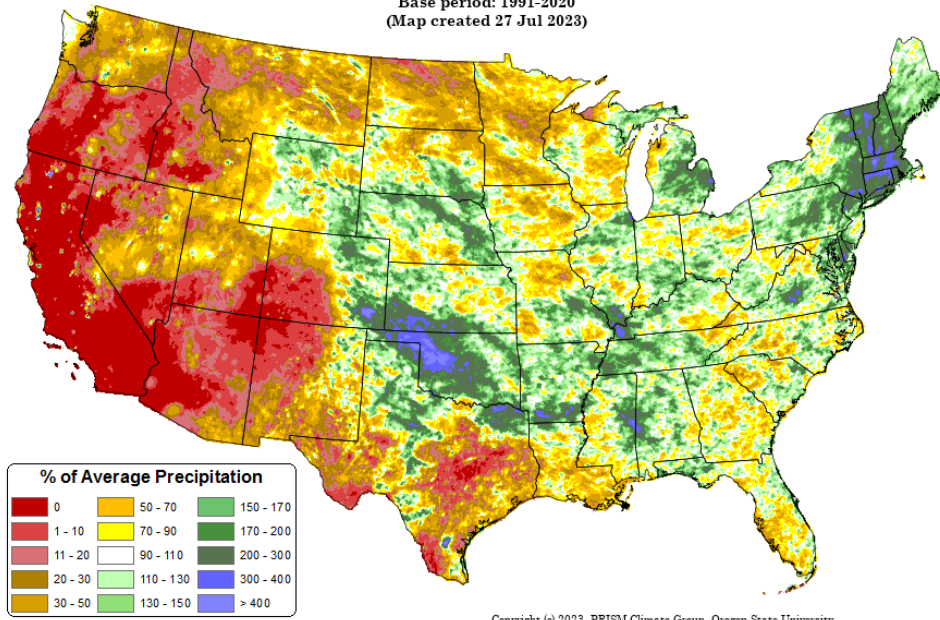 Base period: 1991-2020
(Map created 27 Jul 2023)
% of Average Precipitation
0
1 - 10
11 - 20
20 - 30
30 - 50
50 - 70
70 - 90
90 - 110
110 - 130
130 - 150
150 - 170
170 - 200
200 - 300
300 - 400
> 400
Copyright (c) 2023, PRISM Climate Group, Oregon State University